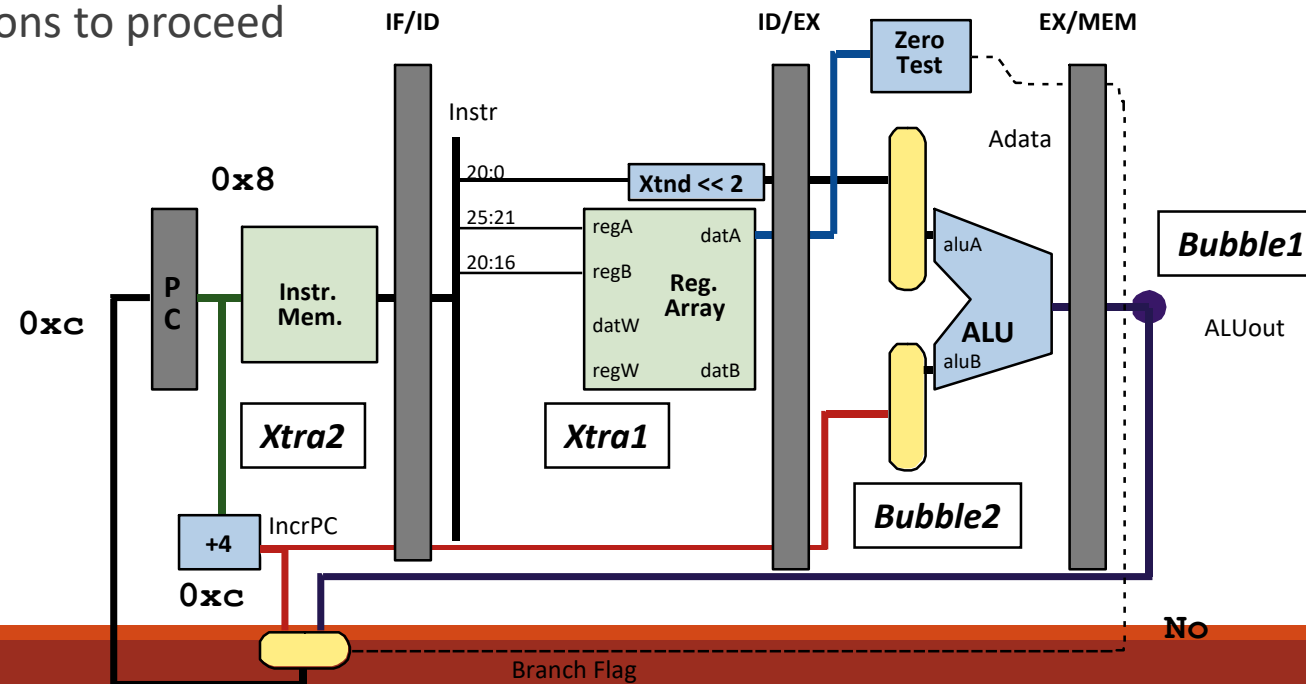 ons to proceed
IF/ID
ID/EX
EX/MEM
Zero
Test
Instr
Adata
0x8
20:0
Xtnd << 2
25:21
regA
datA
aluA
Bubble1
20:16
regB
P
C
Instr.
Mem.
Reg.
Array
0xc
datW
ALU
ALUout
regW
datB
aluB
Xtra2
Xtra1
Bubble2
IncrPC
+4
0xc
No
Branch Flag